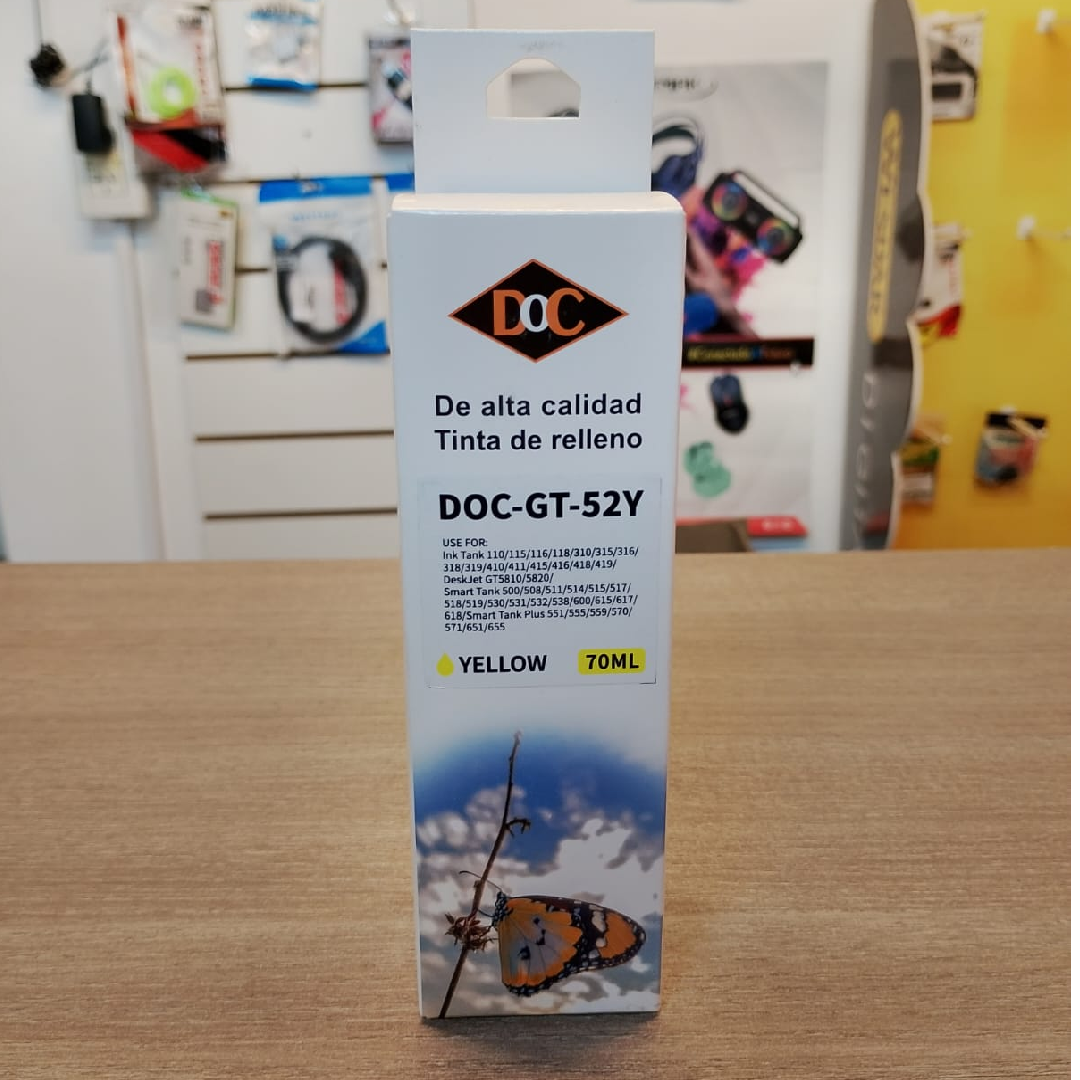 DOC
De alta calidad
Tinta de relleno
DOC-GT-52Y
USE FOR:
Ink Tank 110/115/116/118/310/315/316/
318/319/410/411/415/416/418/419/
DeskJet GT5810/5820/
Smart Tank 500/508/511/514/515/517/
518/519/530/531/532/538/600/615/617/
618/Smart Tank Plus 551/555/559/570/
571/651/655
YELLOW 70ML